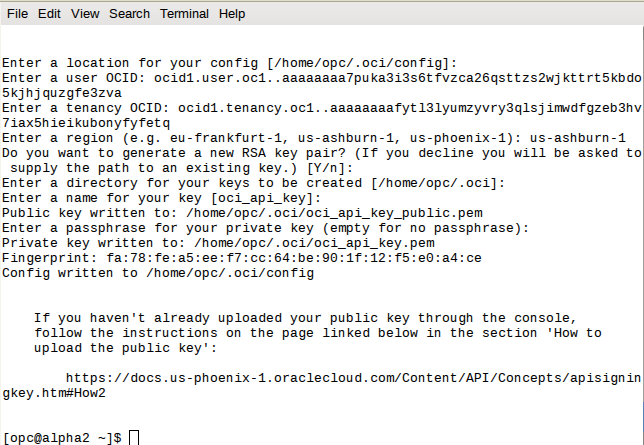 File Edit View Search Terminal Help
Enter a location for your config [/home/opc/.oci/config]:
Enter a user OCID: ocid1.user.oc1..aaaaaaaa7puka3i3s6tfvzca26qsttzs2wjkttrt5kbdo
5kjhjquzgfe3zva
Enter a tenancy OCID: ocid1.tenancy.oc1..aaaaaaaafytl3lyumzyvry3qlsjimwdfgzeb3hv
7iax5hieikubonyfyfetq
Enter a region (e.g. eu-frankfurt-1, us-ashburn-1, us-phoenix-1): us-ashburn-1
Do you want to generate a new RSA key pair? (If you decline you will be asked to
supply the path to an existing key.) [Y/n]:
Enter a directory for your keys to be created [/home/opc/.oci]:
Enter a name for your key [oci_api_key]:
Public key written to: /home/opc/.oci/oci_api_key_public.pem
Enter a passphrase for your private key (empty for no passphrase):
Private key written to: /home/opc/.oci/oci_api_key.pem
Fingerprint: fa:78:fe:a5:ee:f7:cc:64:be:90:1f:12:f5:e0:a4:ce
Config written to /home/opc/.oci/config
If you haven't already uploaded your public key through the console,
follow the instructions on the page linked below in the section 'How to
upload the public key':
https://docs.us-phoenix-1.oraclecloud.com/Content/API/Concepts/apisignin
gkey.htm#How2
[opc@alpha2 ~]$